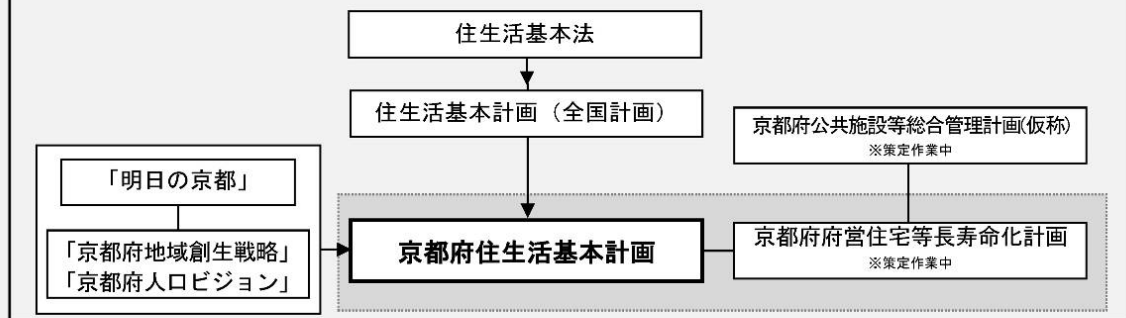 住生活基本法
住生活基本計画（全国計画）
京都府公共施設等総合管理計画(仮称)
※策定作業中
「明日の京都」
「京都府地域創生戦略」
「京都府人口ビジョン」
京都府住生活基本計画
京都府府営住宅等長寿命化計画
※策定作業中